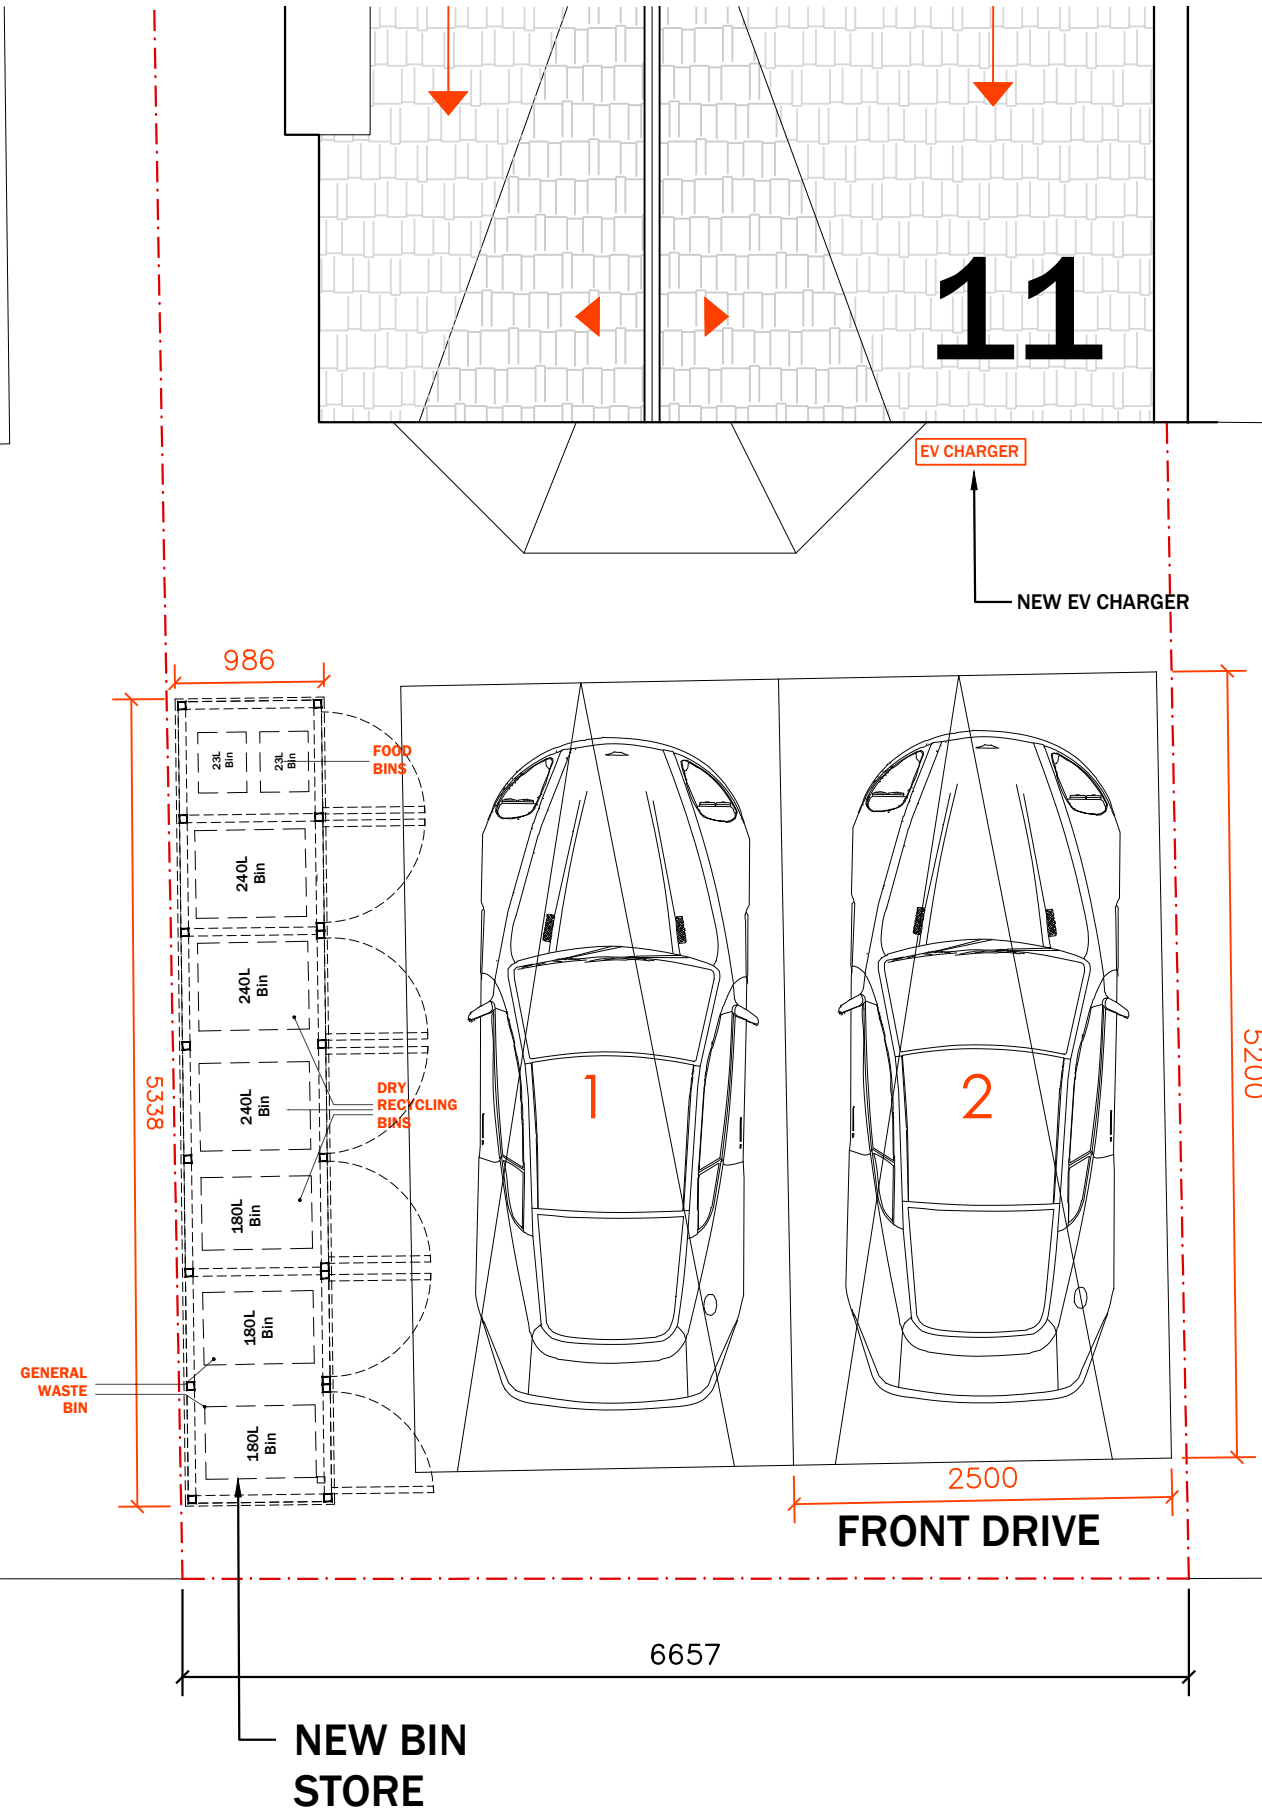 11
EV CHARGER
NEW EV CHARGER
986
23L
Bin
23L
Bin
FOOD
BINS
240L
Bin
240L
Bin
240L
Bin
DRY
RECYCLING
BINS
180L
Bin
180L
Bin
180L
Bin
GENERAL
WASTE
BIN
5338
1
2
5200
2500
FRONT DRIVE
6657
NEW BIN
STORE